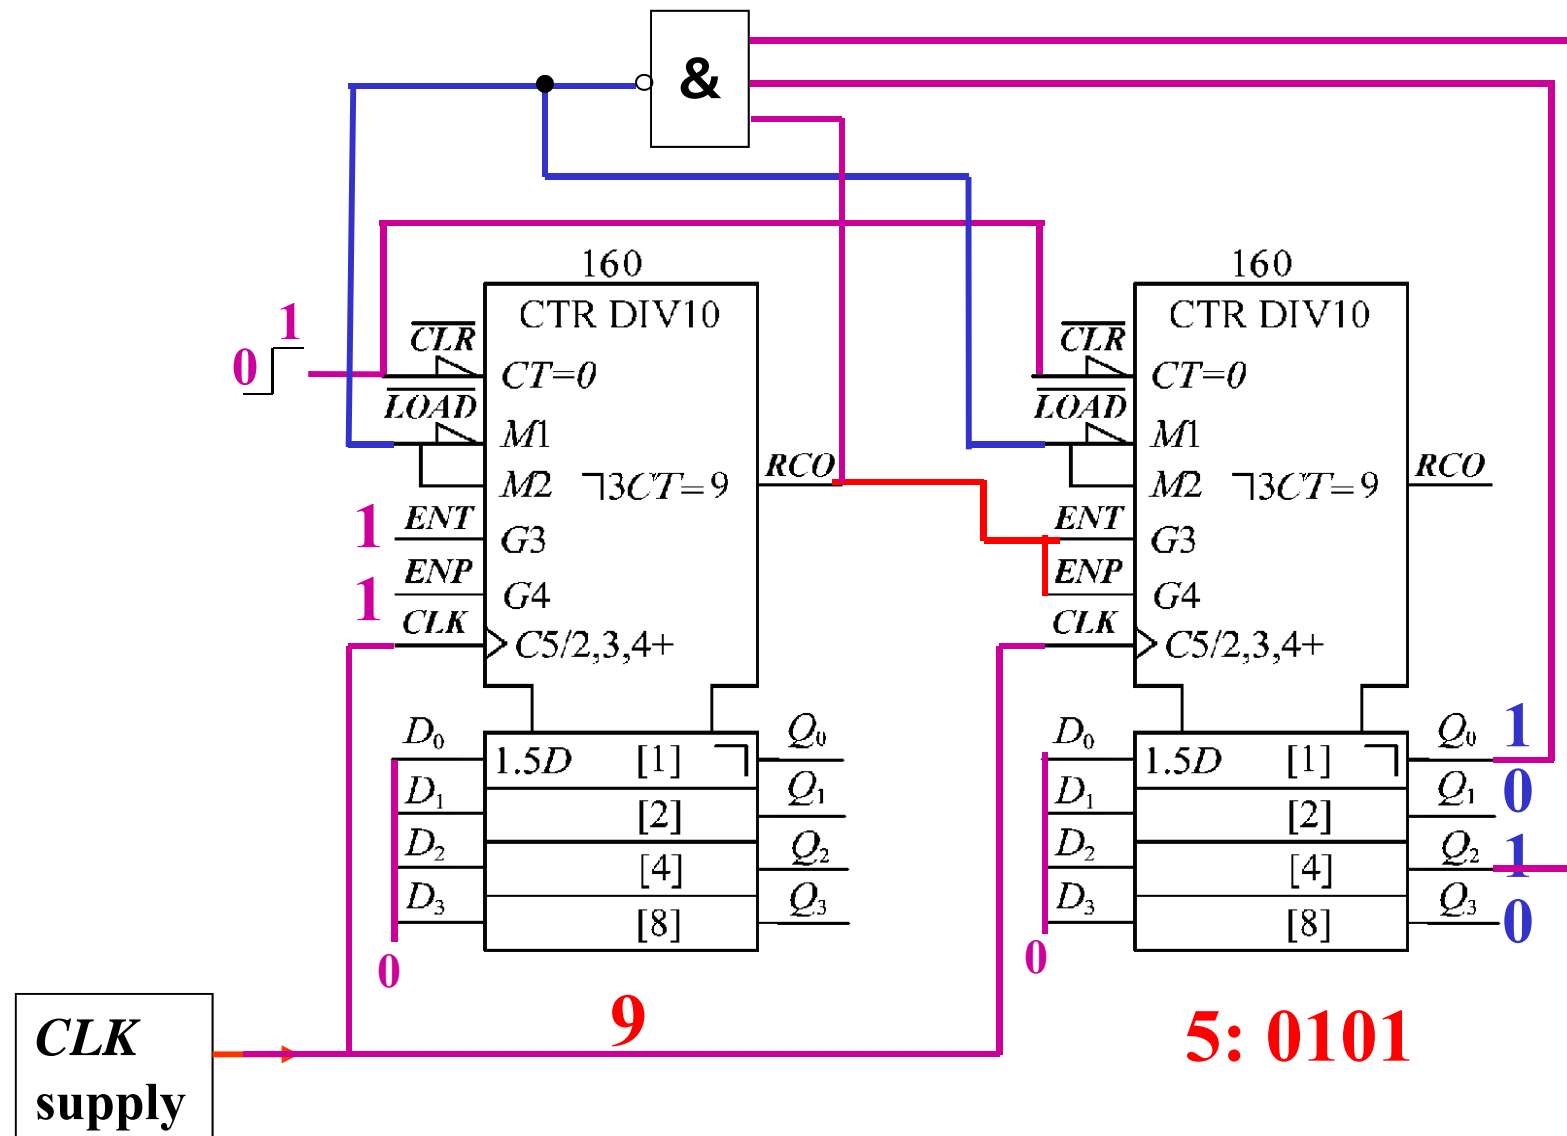 &
160
CTR DIV10
1
0
CLR
CT=0
LOAD
M1
M2
RCO
⅂3CT=9
1
ENT
G3
1
ENP
G4
CLK
C5/2,3,4+
D₀
1.5D [1]
Q₀
D₁
[2]
Q₁
D₂
[4]
Q₂
D₃
[8]
Q₃
0
9
160
CTR DIV10
CLR
CT=0
LOAD
M1
M2
RCO
⅂3CT=9
ENT
G3
ENP
G4
CLK
C5/2,3,4+
D₀
1.5D [1]
Q₀ 1
D₁
[2]
Q₁ 0
D₂
[4]
Q₂ 1
D₃
[8]
Q₃ 0
0
5: 0101
CLK
supply